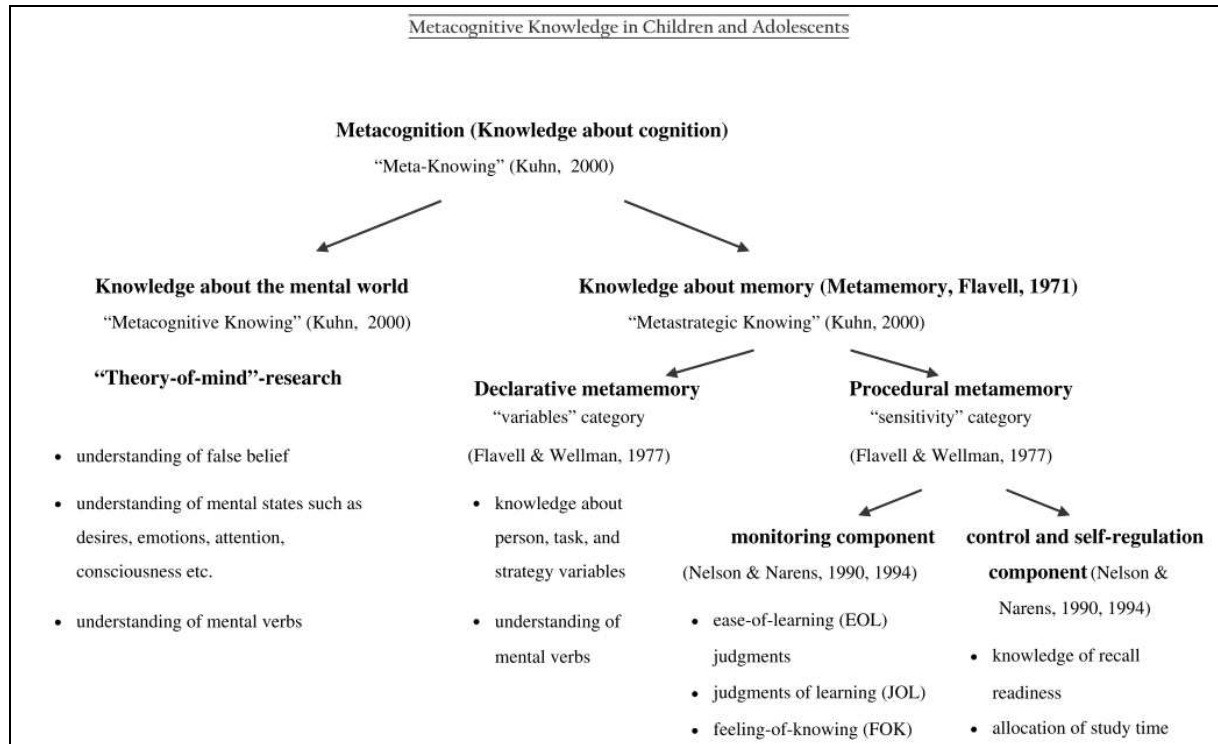 Metacognitive Knowledge in Children and Adolescents
Metacognition (Knowledge about cognition)
“Meta-Knowing” (Kuhn, 2000)
Knowledge about the mental world
“Metacognitive Knowing” (Kuhn, 2000)
“Theory-of-mind”-research
• understanding of false belief
• understanding of mental states such as
desires, emotions, attention,
consciousness etc.
• understanding of mental verbs
Knowledge about memory (Metamemory, Flavell, 1971)
“Metastrategic Knowing” (Kuhn, 2000)
Declarative metamemory
“variables” category
(Flavell & Wellman, 1977)
• knowledge about
person, task, and
strategy variables
• understanding of
mental verbs
Procedural metamemory
“sensitivity” category
(Flavell & Wellman, 1977)
monitoring component
(Nelson & Narens, 1990, 1994)
• ease-of-learning (EOL)
judgments
• judgments of learning (JOL)
• feeling-of-knowing (FOK)
control and self-regulation
component (Nelson &
Narens, 1990, 1994)
• knowledge of recall
readiness
• allocation of study time